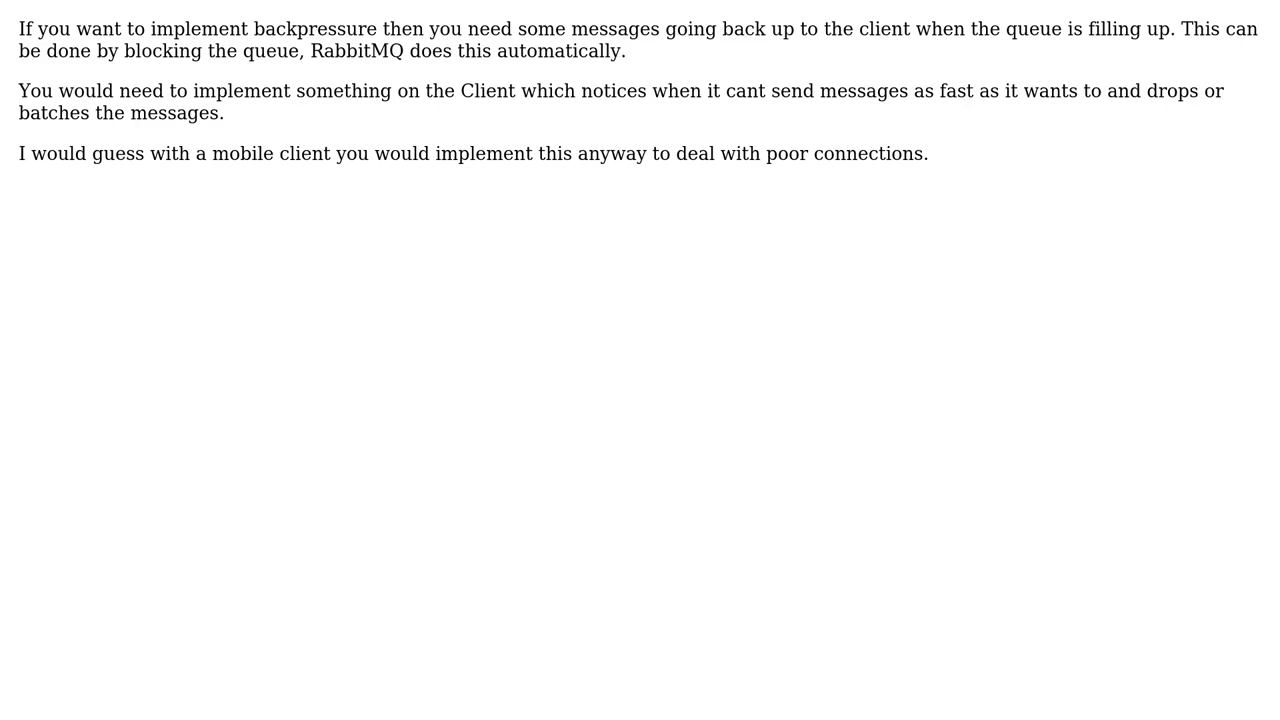 If you want to implement backpressure then you need some messages going back up to the client when the queue is filling up. This can
be done by blocking the queue, RabbitMQ does this automatically.
You would need to implement something on the Client which notices when it cant send messages as fast as it wants to and drops or
batches the messages.
I would guess with a mobile client you would implement this anyway to deal with poor connections.